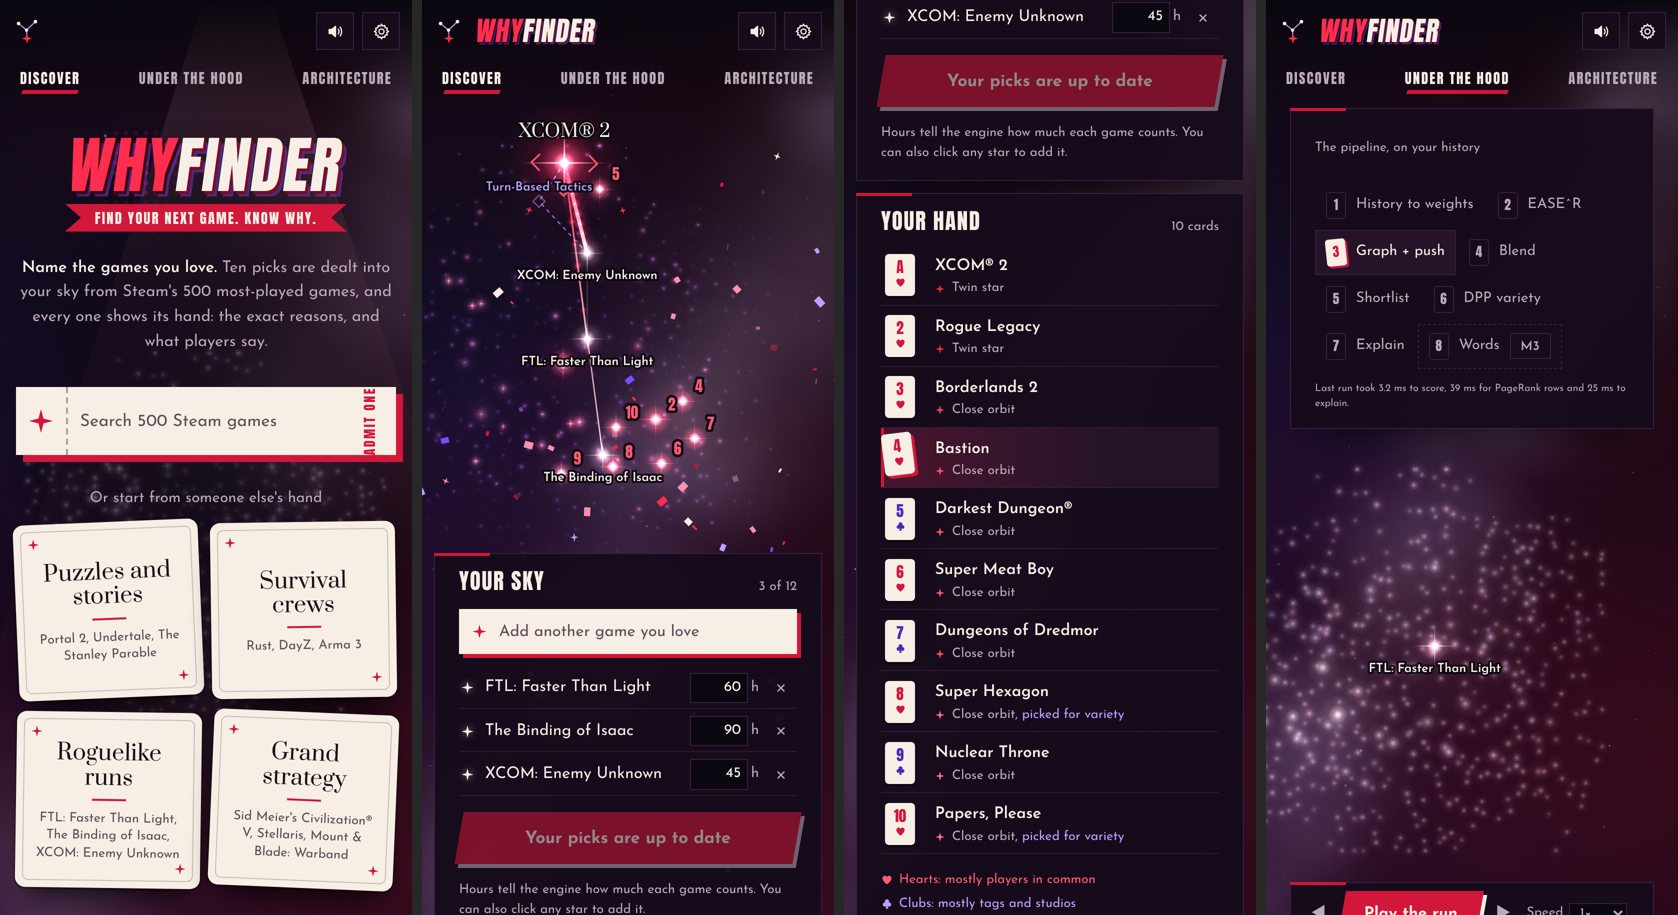 DISCOVER
UNDER THE HOOD
ARCHITECTURE
WHYFINDER
FIND YOUR NEXT GAME. KNOW WHY.
Name the games you love. Ten picks are dealt into
your sky from Steam's 500 most-played games, and
every one shows its hand: the exact reasons, and
what players say.
Search 500 Steam games
ADMIT ONE
Or start from someone else's hand
Puzzles and
stories
Portal 2, Undertale, The
Stanley Parable
Survival
crews
Rust, DayZ, Arma 3
Roguelike
runs
FTL: Faster Than Light,
The Binding of Isaac,
XCOM: Enemy Unknown
Grand
strategy
Sid Meier's Civilization®
V, Stellaris, Mount &
Blade: Warband
WHYFINDER
DISCOVER
UNDER THE HOOD
ARCHITECTURE
XCOM® 2
5
Turn-Based Tactics
XCOM: Enemy Unknown
FTL: Faster Than Light
4
2
10
7
6
8
9
The Binding of Isaac
YOUR SKY
3 of 12
Add another game you love
FTL: Faster Than Light 60 h ×
The Binding of Isaac 90 h ×
XCOM: Enemy Unknown 45 h ×
Your picks are up to date
Hours tell the engine how much each game counts. You
can also click any star to add it.
XCOM: Enemy Unknown 45 h ×
Your picks are up to date
Hours tell the engine how much each game counts. You
can also click any star to add it.
YOUR HAND
10 cards
A
XCOM® 2
Twin star
2
Rogue Legacy
Twin star
3
Borderlands 2
Close orbit
4
Bastion
Close orbit
5
Darkest Dungeon®
Close orbit
6
Super Meat Boy
Close orbit
7
Dungeons of Dredmor
Close orbit
8
Super Hexagon
Close orbit, picked for variety
9
Nuclear Throne
Close orbit
10
Papers, Please
Close orbit, picked for variety
Hearts: mostly players in common
Clubs: mostly tags and studios
WHYFINDER
DISCOVER
UNDER THE HOOD
ARCHITECTURE
The pipeline, on your history
1 History to weights
2 EASE^R
3 Graph + push
4 Blend
5 Shortlist
6 DPP variety
7 Explain
8 Words M3
Last run took 3.2 ms to score, 39 ms for PageRank rows and 25 ms to
explain.
FTL: Faster Than Light
Play the run
Speed
1×